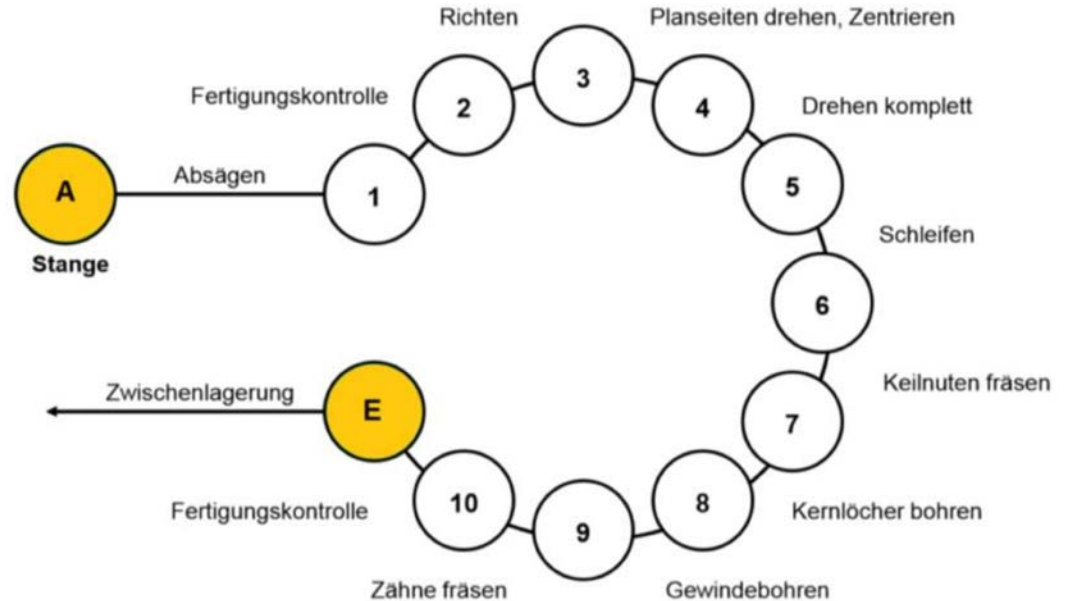 A
Stange
Absägen
1
Fertigungskontrolle
2
Richten
3
Planseiten drehen, Zentrieren
4
Drehen komplett
5
Schleifen
6
Keilnuten fräsen
7
Kernlöcher bohren
8
Gewindebohren
9
Zähne fräsen
10
Fertigungskontrolle
E
Zwischenlagerung